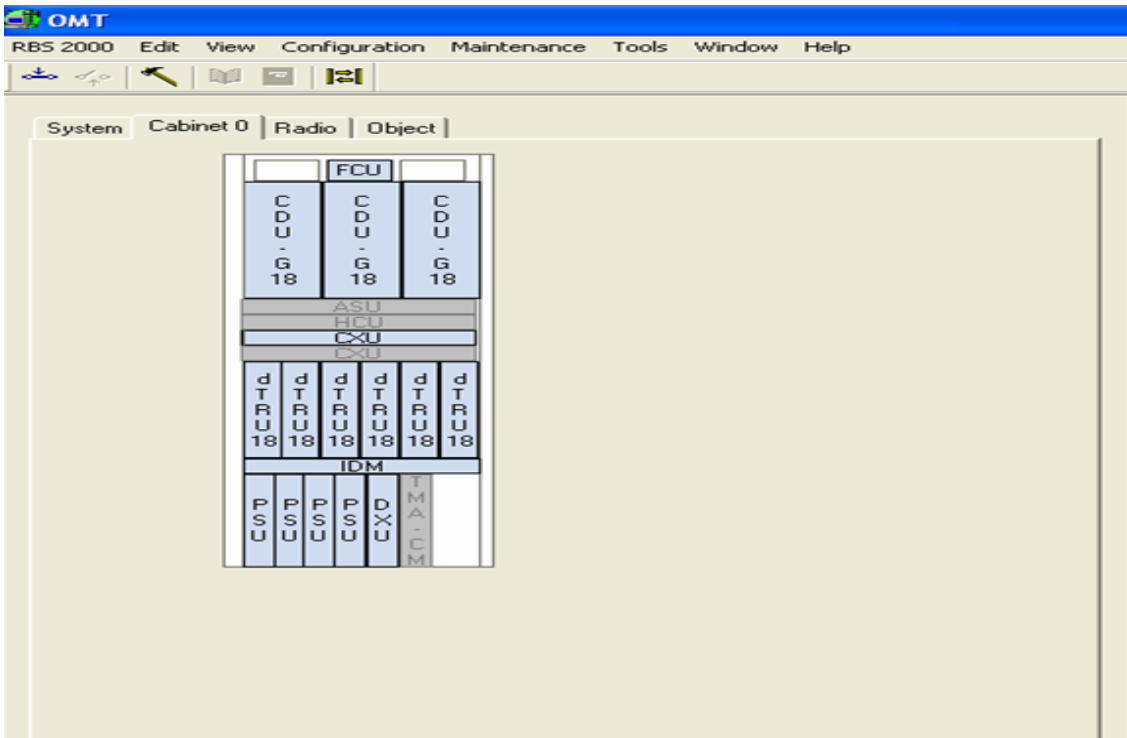 OMT
RBS 2000 Edit View Configuration Maintenance Tools Window Help
System Cabinet 0 Radio Object
FCU
CDU-G18 CDU-G18 CDU-G18
ASU
HCU
CXU
CXU
dTRU18 dTRU18 dTRU18 dTRU18 dTRU18 dTRU18
IDM
PSU PSU PSU PSU DXU TMA-CM